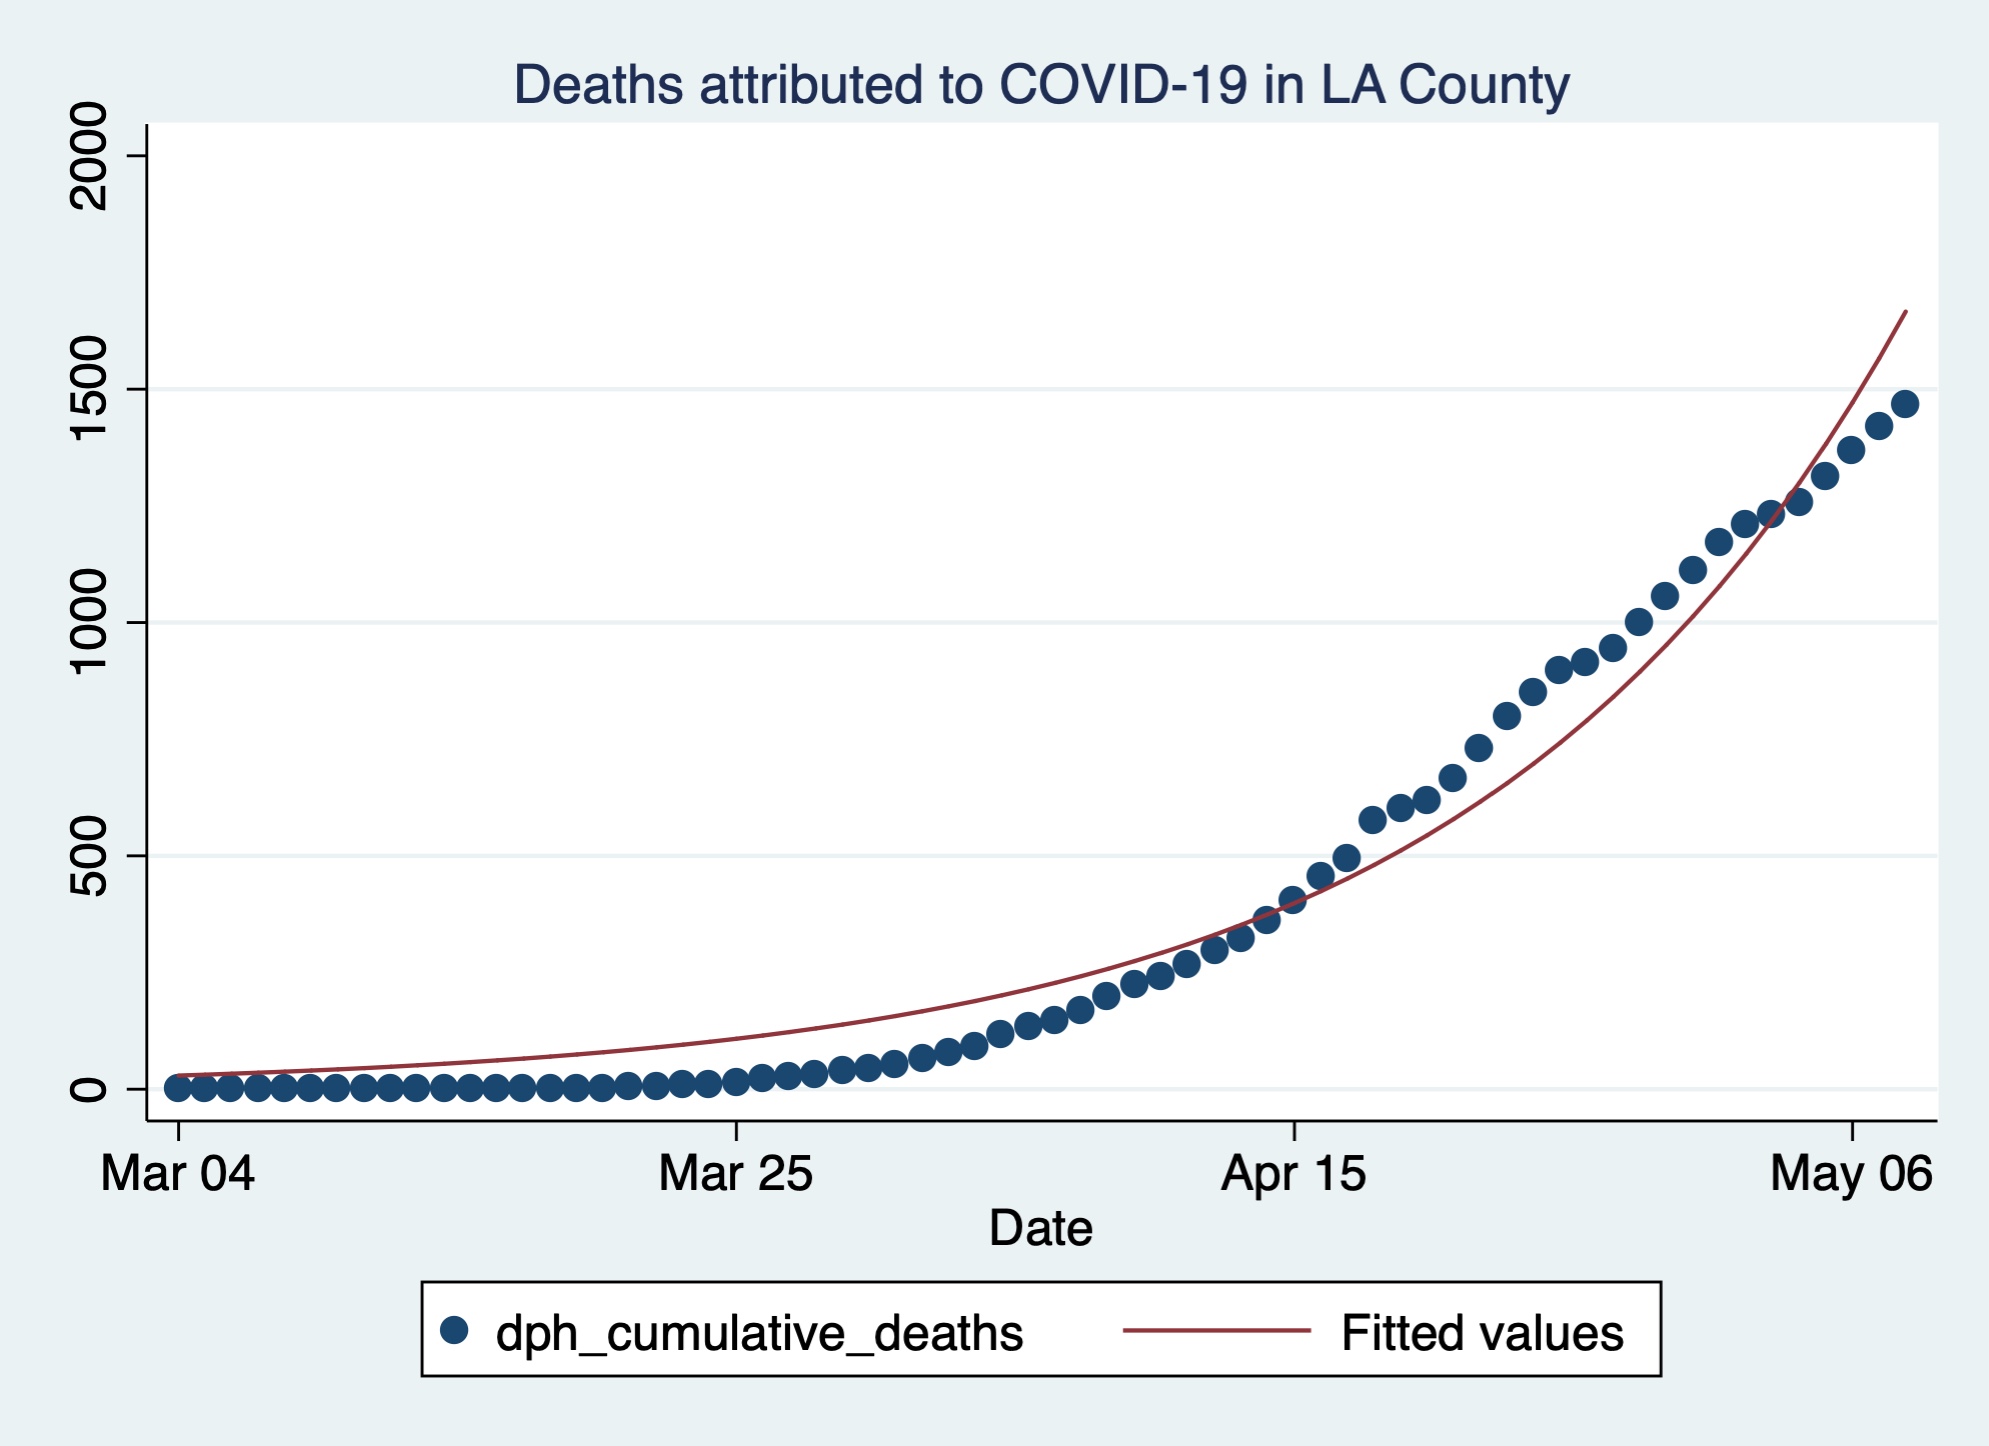 Deaths attributed to COVID-19 in LA County
2000
1500
1000
500
0
Mar 04 Mar 25 Apr 15 May 06
Date
dph_cumulative_deaths Fitted values